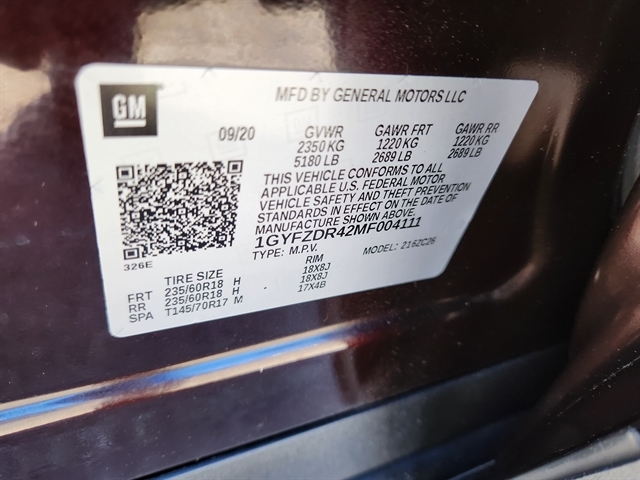 GM
MFD BY GENERAL MOTORS LLC
09/20 GVWR GAWR FRT GAWR RR
2350 KG 1220 KG 1220 KG
5180 LB 2689 LB 2689 LB
THIS VEHICLE CONFORMS TO ALL
APPLICABLE U.S. FEDERAL MOTOR
VEHICLE SAFETY AND THEFT PREVENTION
STANDARDS IN EFFECT ON THE DATE OF
MANUFACTURE SHOWN ABOVE.
1GYFZDR42MF004111
TYPE: M.P.V. MODEL: 216ZC26
326E
TIRE SIZE RIM
FRT 235/60R18 H 18X8J
RR 235/60R18 H 18X8J
SPA T145/70R17 M 17X4B